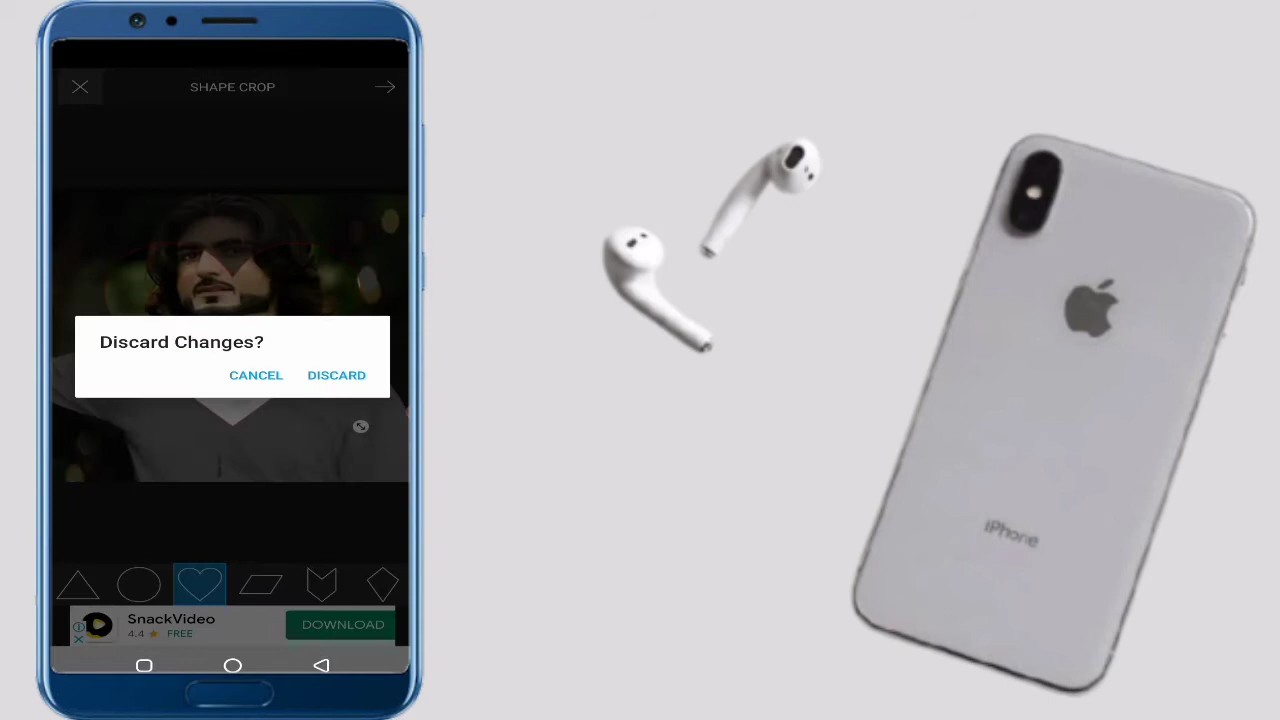 SHAPE CROP
Discard Changes?
CANCEL DISCARD
SnackVideo
4.4 FREE
DOWNLOAD
iPhone